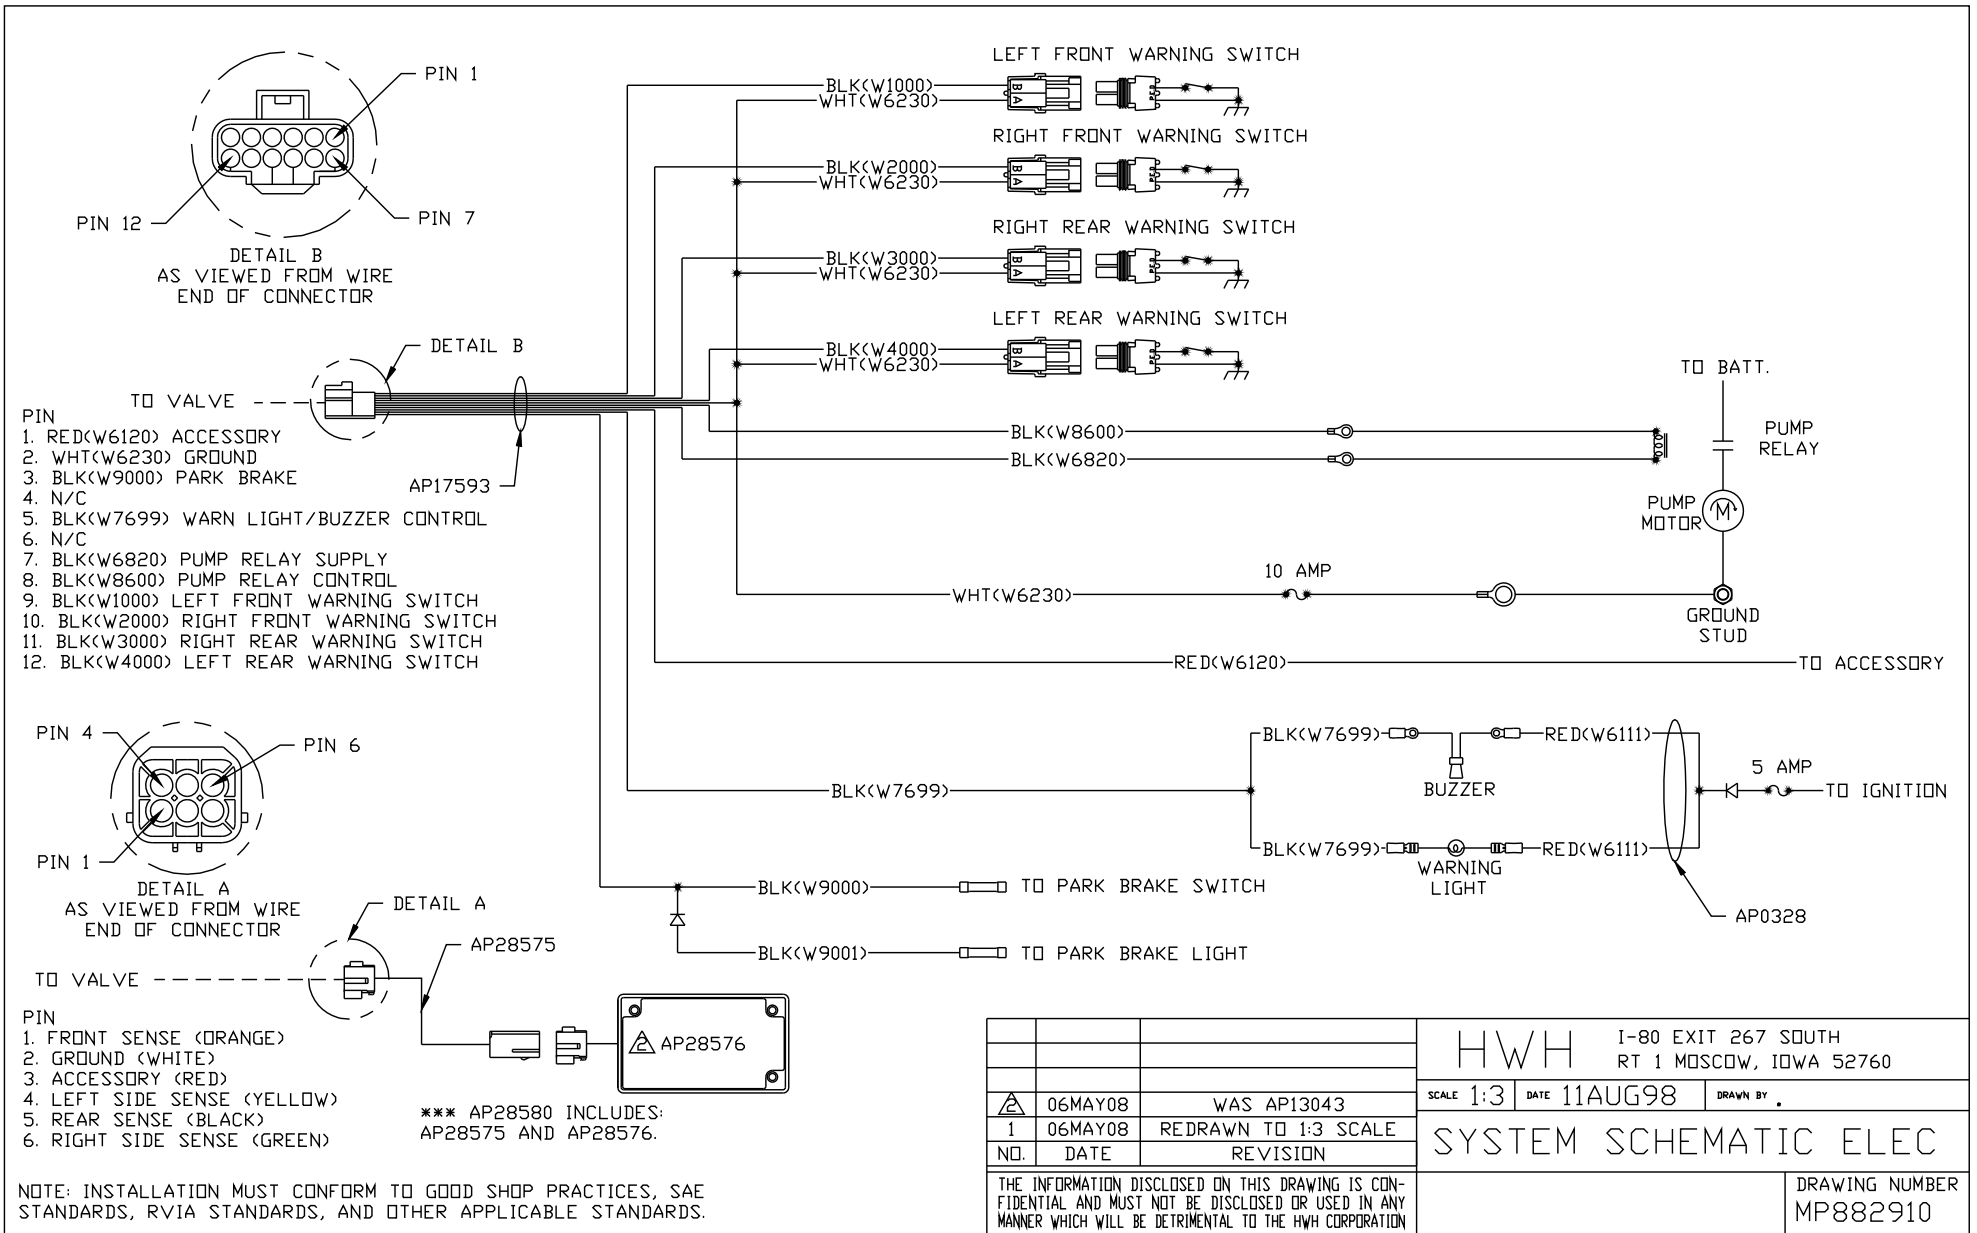 PIN 1
PIN 12
PIN 7
DETAIL B
AS VIEWED FROM WIRE
END OF CONNECTOR
DETAIL B
TO VALVE
AP17593
PIN
1. RED(W6120) ACCESSORY
2. WHT(W6230) GROUND
3. BLK(W9000) PARK BRAKE
4. N/C
5. BLK(W7699) WARN LIGHT/BUZZER CONTROL
6. N/C
7. BLK(W6820) PUMP RELAY SUPPLY
8. BLK(W8600) PUMP RELAY CONTROL
9. BLK(W1000) LEFT FRONT WARNING SWITCH
10. BLK(W2000) RIGHT FRONT WARNING SWITCH
11. BLK(W3000) RIGHT REAR WARNING SWITCH
12. BLK(W4000) LEFT REAR WARNING SWITCH
LEFT FRONT WARNING SWITCH
BLK(W1000)
WHT(W6230)
B
A
RIGHT FRONT WARNING SWITCH
BLK(W2000)
WHT(W6230)
B
A
RIGHT REAR WARNING SWITCH
BLK(W3000)
WHT(W6230)
B
A
LEFT REAR WARNING SWITCH
BLK(W4000)
WHT(W6230)
B
A
TO BATT.
BLK(W8600)
BLK(W6820)
PUMP
RELAY
PUMP
MOTOR
M
10 AMP
WHT(W6230)
GROUND
STUD
RED(W6120)
TO ACCESSORY
BLK(W7699)
RED(W6111)
BUZZER
5 AMP
TO IGNITION
BLK(W7699)
BLK(W7699)
RED(W6111)
WARNING
LIGHT
AP0328
BLK(W9000)
TO PARK BRAKE SWITCH
BLK(W9001)
TO PARK BRAKE LIGHT
PIN 4
PIN 6
PIN 1
DETAIL A
AS VIEWED FROM WIRE
END OF CONNECTOR
DETAIL A
AP28575
TO VALVE
PIN
1. FRONT SENSE (ORANGE)
2. GROUND (WHITE)
3. ACCESSORY (RED)
4. LEFT SIDE SENSE (YELLOW)
5. REAR SENSE (BLACK)
6. RIGHT SIDE SENSE (GREEN)
2 AP28576
*** AP28580 INCLUDES:
AP28575 AND AP28576.
NOTE: INSTALLATION MUST CONFORM TO GOOD SHOP PRACTICES, SAE
STANDARDS, RVIA STANDARDS, AND OTHER APPLICABLE STANDARDS.
2 06MAY08 WAS AP13043
1 06MAY08 REDRAWN TO 1:3 SCALE
NO. DATE REVISION
THE INFORMATION DISCLOSED ON THIS DRAWING IS CON-
FIDENTIAL AND MUST NOT BE DISCLOSED OR USED IN ANY
MANNER WHICH WILL BE DETRIMENTAL TO THE HWH CORPORATION
HWH
I-80 EXIT 267 SOUTH
RT 1 MOSCOW, IOWA 52760
SCALE 1:3 DATE 11AUG98 DRAWN BY .
SYSTEM SCHEMATIC ELEC
DRAWING NUMBER
MP882910